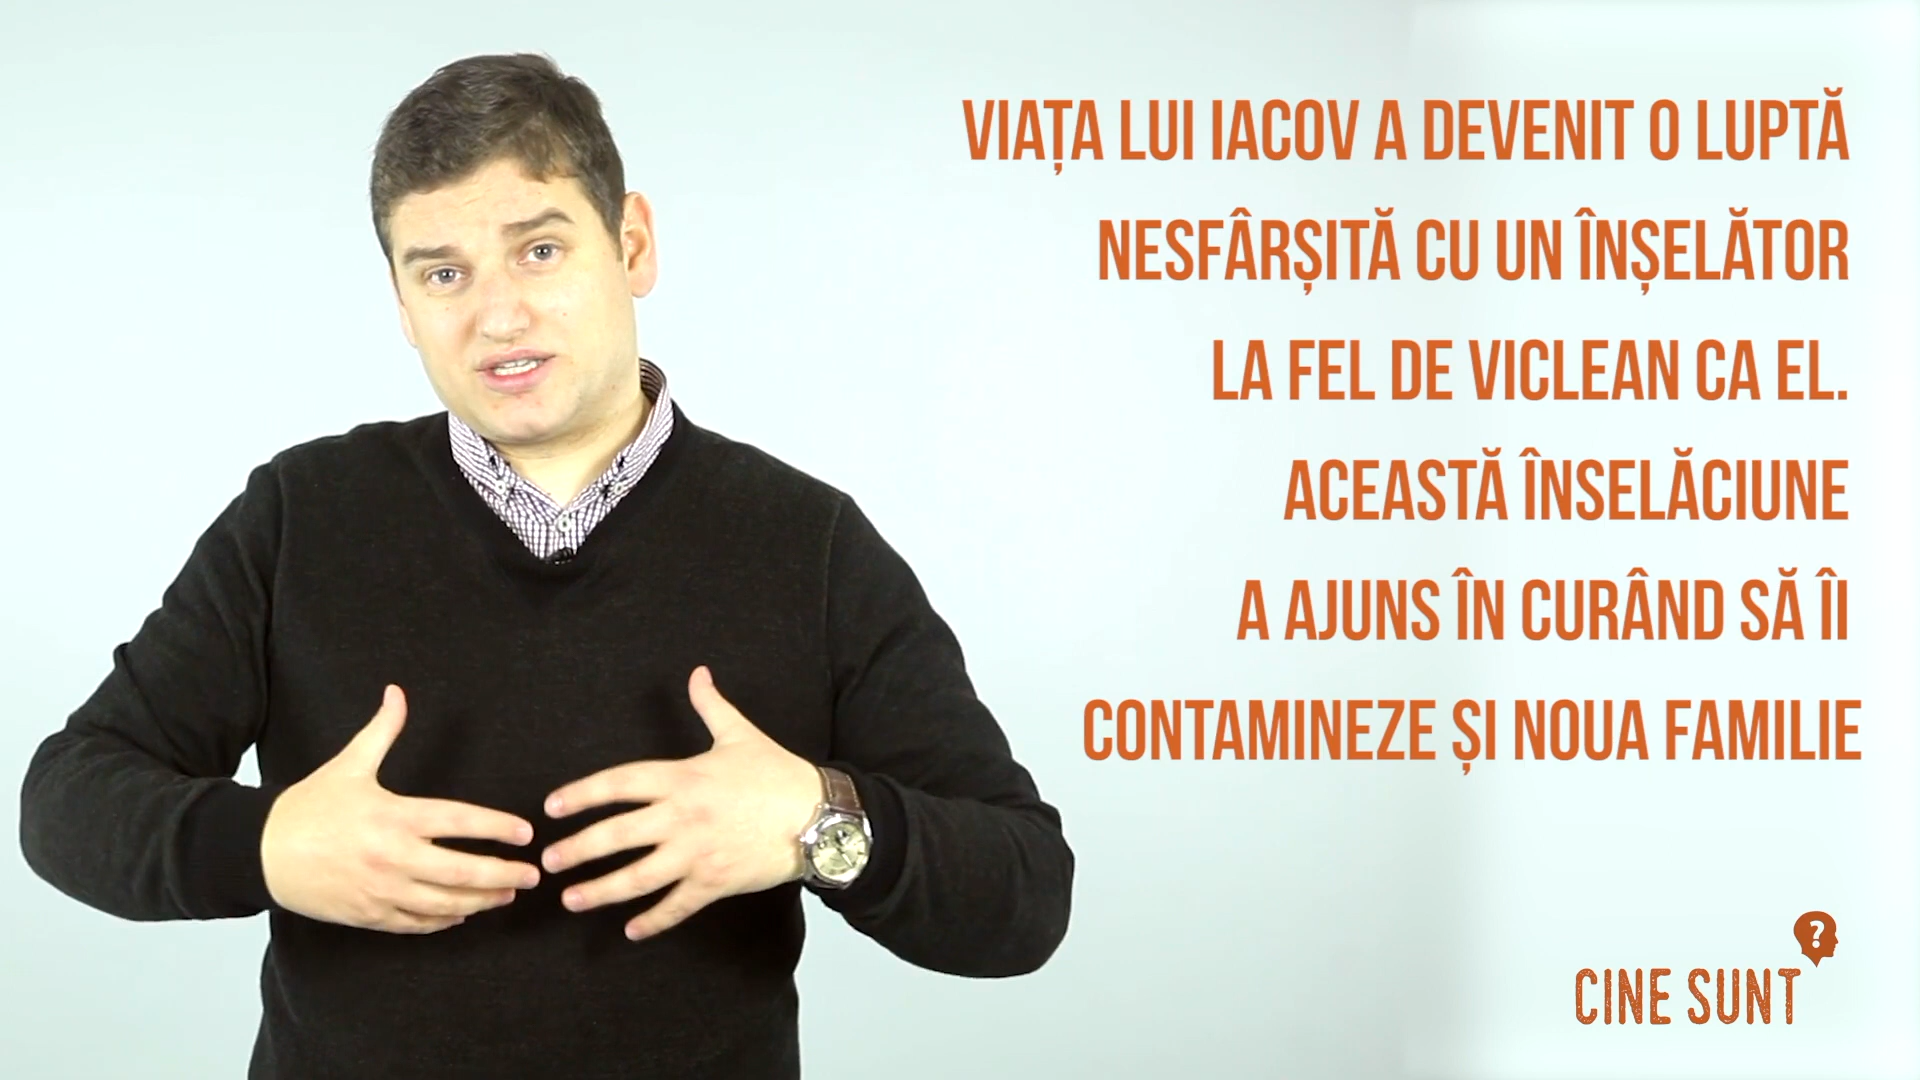 VIAȚA LUI IACOV A DEVENIT O LUPTĂ
NESFÂRȘITĂ CU UN ÎNȘELĂTOR
LA FEL DE VICLEAN CA EL.
ACEASTĂ ÎNSELĂCIUNE
A AJUNS ÎN CURÂND SĂ ÎI
CONTAMINEZE ȘI NOUA FAMILIE
?
CINE SUNT